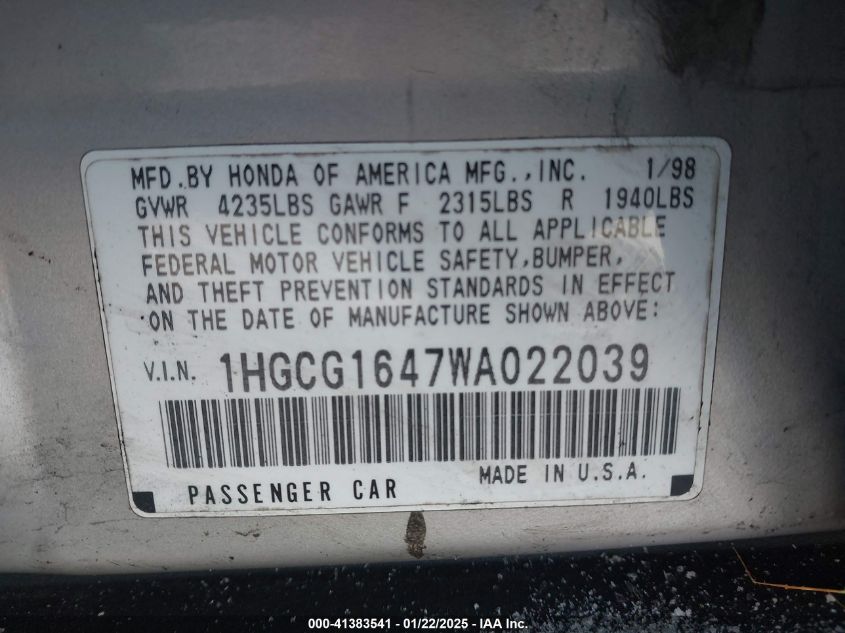 MFD.BY HONDA OF AMERICA MFG.,INC. 1/98
GVWR 4235LBS GAWR F 2315LBS R 1940LBS
THIS VEHICLE CONFORMS TO ALL APPLICABLE
FEDERAL MOTOR VEHICLE SAFETY,BUMPER,
AND THEFT PREVENTION STANDARDS IN EFFECT
ON THE DATE OF MANUFACTURE SHOWN ABOVE:
V.I.N. 1HGCG1647WA022039
PASSENGER CAR MADE IN U.S.A.
000-41383541 - 01/22/2025 - IAA Inc.